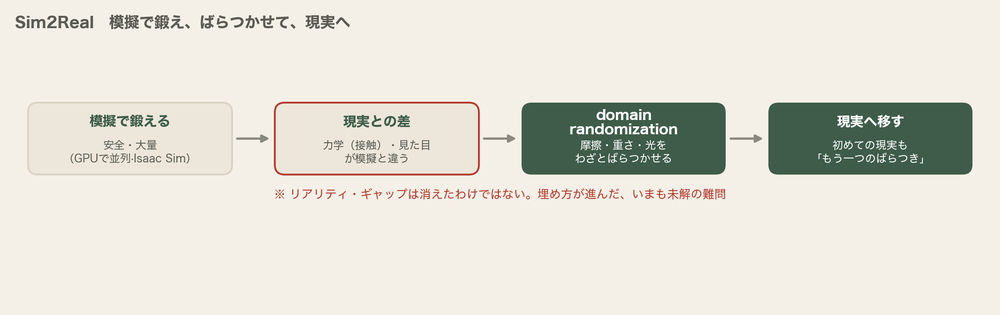 Sim2Real　模擬で鍛え、ばらつかせて、現実へ
模擬で鍛える
安全・大量
（GPUで並列·Isaac Sim）
現実との差
力学（接触）・見た目
が模擬と違う
domain
randomization
摩擦・重さ・光を
わざとばらつかせる
現実へ移す
初めての現実も
「もう一つのばらつき」
※ リアリティ・ギャップは消えたわけではない。埋め方が進んだ、いまも未解の難問